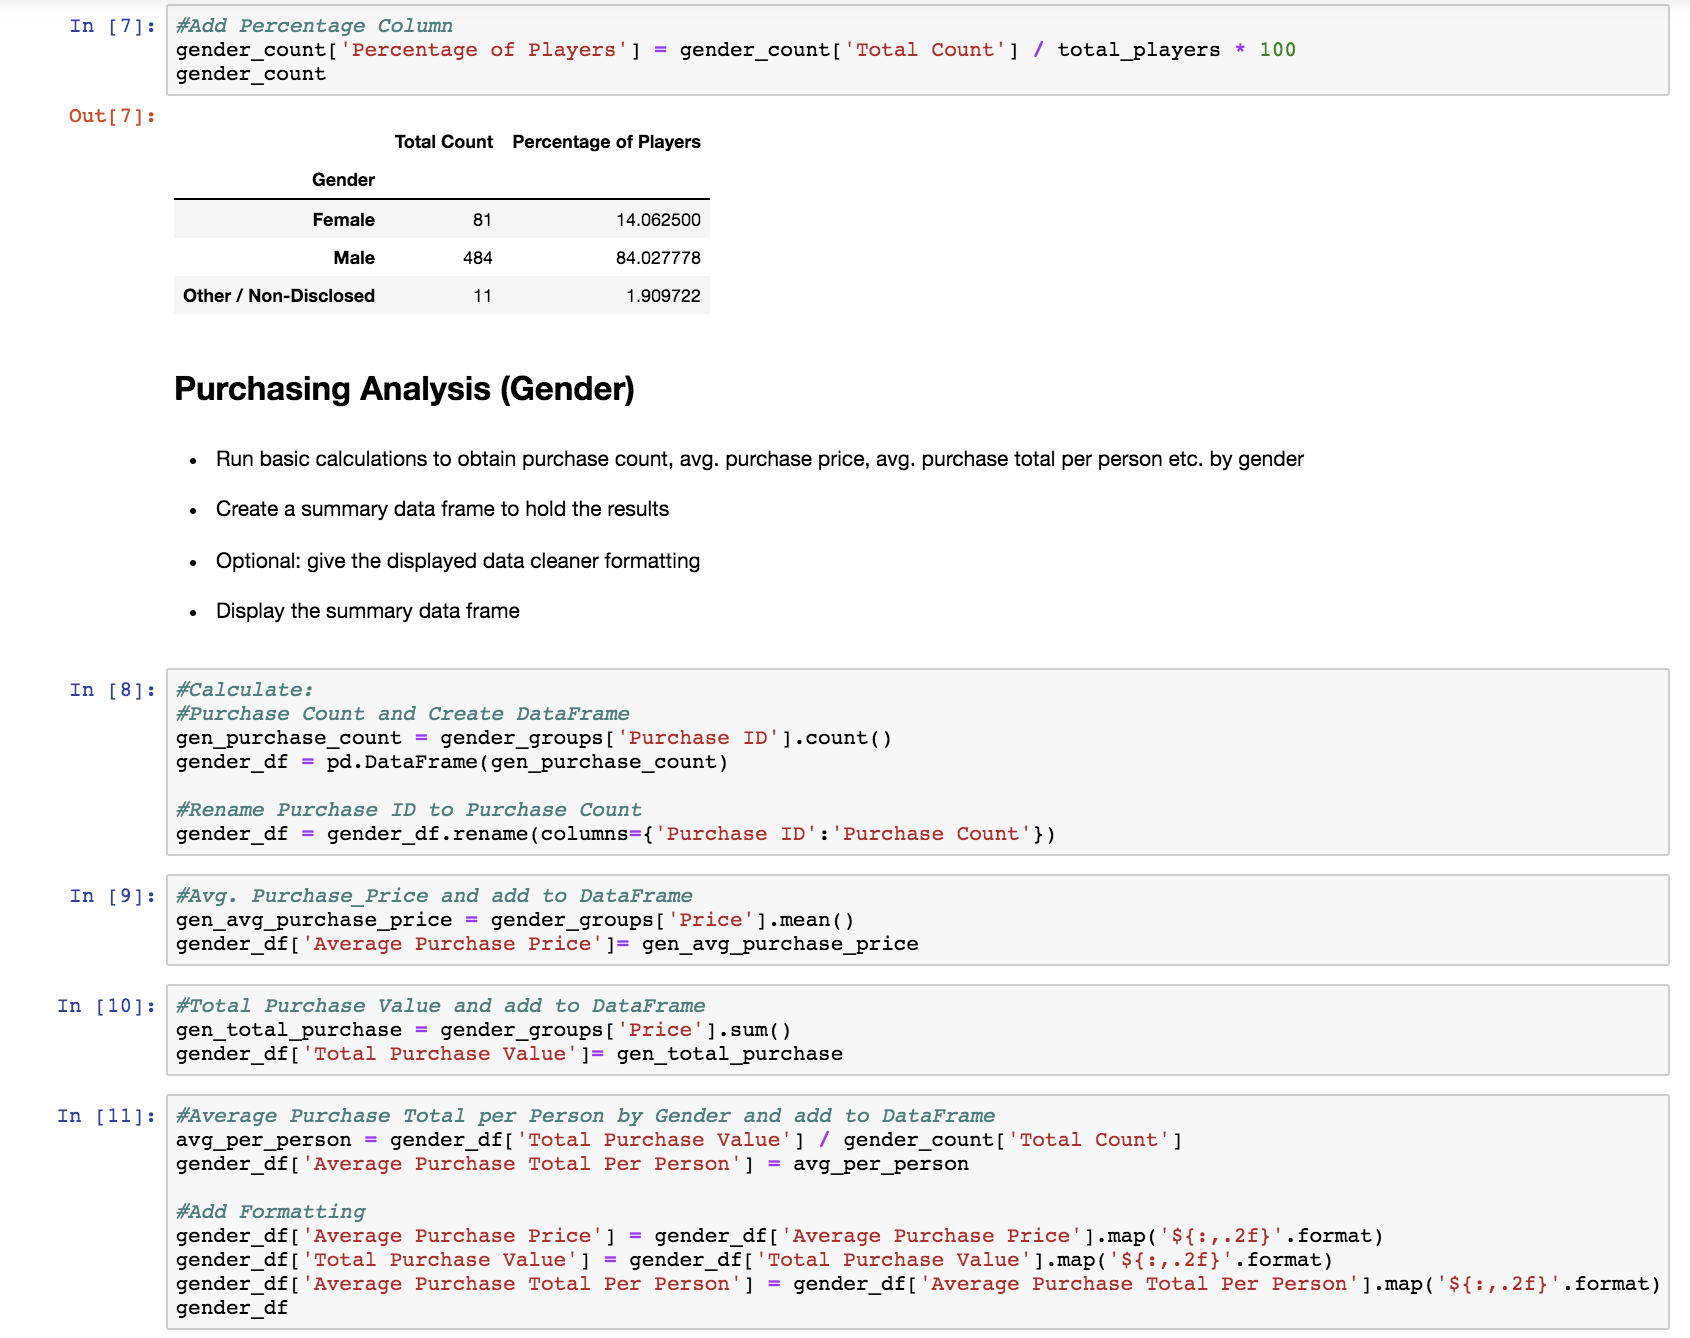 In [7]:
#Add Percentage Column
gender_count['Percentage of Players'] = gender_count['Total Count'] / total_players * 100
gender_count
Out[7]:
Total Count Percentage of Players
Gender
Female 81 14.062500
Male 484 84.027778
Other / Non-Disclosed 11 1.909722
Purchasing Analysis (Gender)
• Run basic calculations to obtain purchase count, avg. purchase price, avg. purchase total per person etc. by gender
• Create a summary data frame to hold the results
• Optional: give the displayed data cleaner formatting
• Display the summary data frame
In [8]:
#Calculate:
#Purchase Count and Create DataFrame
gen_purchase_count = gender_groups['Purchase ID'].count()
gender_df = pd.DataFrame(gen_purchase_count)
#Rename Purchase ID to Purchase Count
gender_df = gender_df.rename(columns={'Purchase ID':'Purchase Count'})
In [9]:
#Avg. Purchase_Price and add to DataFrame
gen_avg_purchase_price = gender_groups['Price'].mean()
gender_df['Average Purchase Price']= gen_avg_purchase_price
In [10]:
#Total Purchase Value and add to DataFrame
gen_total_purchase = gender_groups['Price'].sum()
gender_df['Total Purchase Value']= gen_total_purchase
In [11]:
#Average Purchase Total per Person by Gender and add to DataFrame
avg_per_person = gender_df['Total Purchase Value'] / gender_count['Total Count']
gender_df['Average Purchase Total Per Person'] = avg_per_person
#Add Formatting
gender_df['Average Purchase Price'] = gender_df['Average Purchase Price'].map('${:,.2f}'.format)
gender_df['Total Purchase Value'] = gender_df['Total Purchase Value'].map('${:,.2f}'.format)
gender_df['Average Purchase Total Per Person'] = gender_df['Average Purchase Total Per Person'].map('${:,.2f}'.format)
gender_df